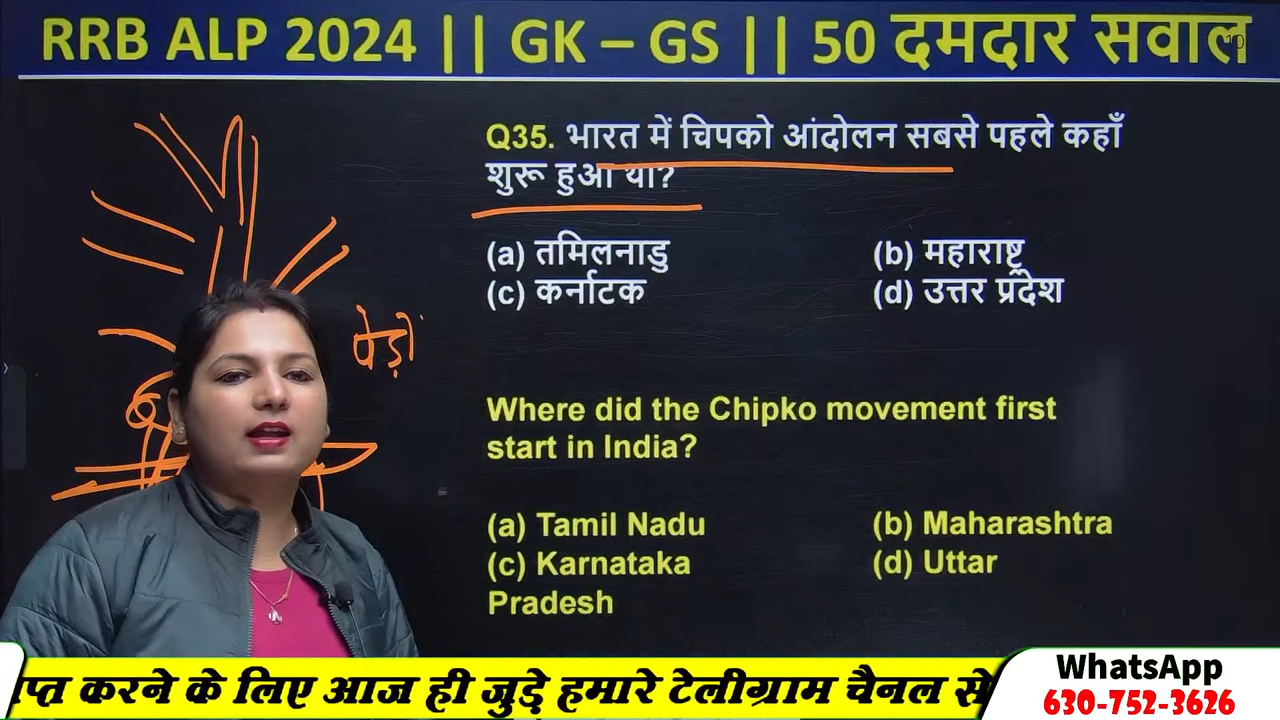 RRB ALP 2024 || GK – GS || 50 दमदार सवाल
10
Q35. भारत में चिपको आंदोलन सबसे पहले कहाँ
शुरू हुआ था?
(a) तमिलनाडु (b) महाराष्ट्र
(c) कर्नाटक (d) उत्तर प्रदेश
पेड़ों
Where did the Chipko movement first
start in India?
(a) Tamil Nadu (b) Maharashtra
(c) Karnataka (d) Uttar
Pradesh
करने के लिए आज ही जुड़े हमारे टेलीग्राम चैनल से
WhatsApp
630-752-3626